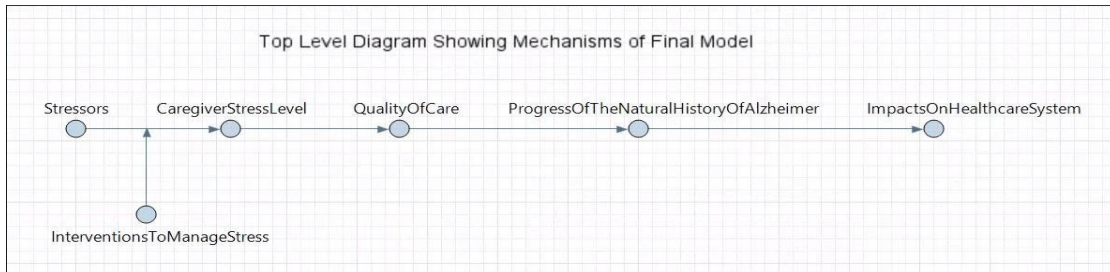 Top Level Diagram Showing Mechanisms of Final Model
Stressors CaregiverStressLevel QualityOfCare ProgressOfTheNaturalHistoryOfAlzheimer ImpactsOnHealthcareSystem
InterventionsToManageStress